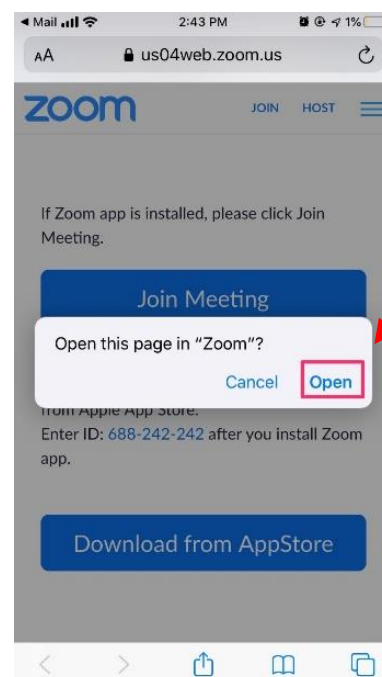 Mail 2:43 PM 1%
AA us04web.zoom.us
zoom JOIN HOST
If Zoom app is installed, please click Join
Meeting.
Join Meeting
Open this page in “Zoom”?
Cancel Open
from Apple App Store.
Enter ID: 688-242-242 after you install Zoom
app.
Download from AppStore